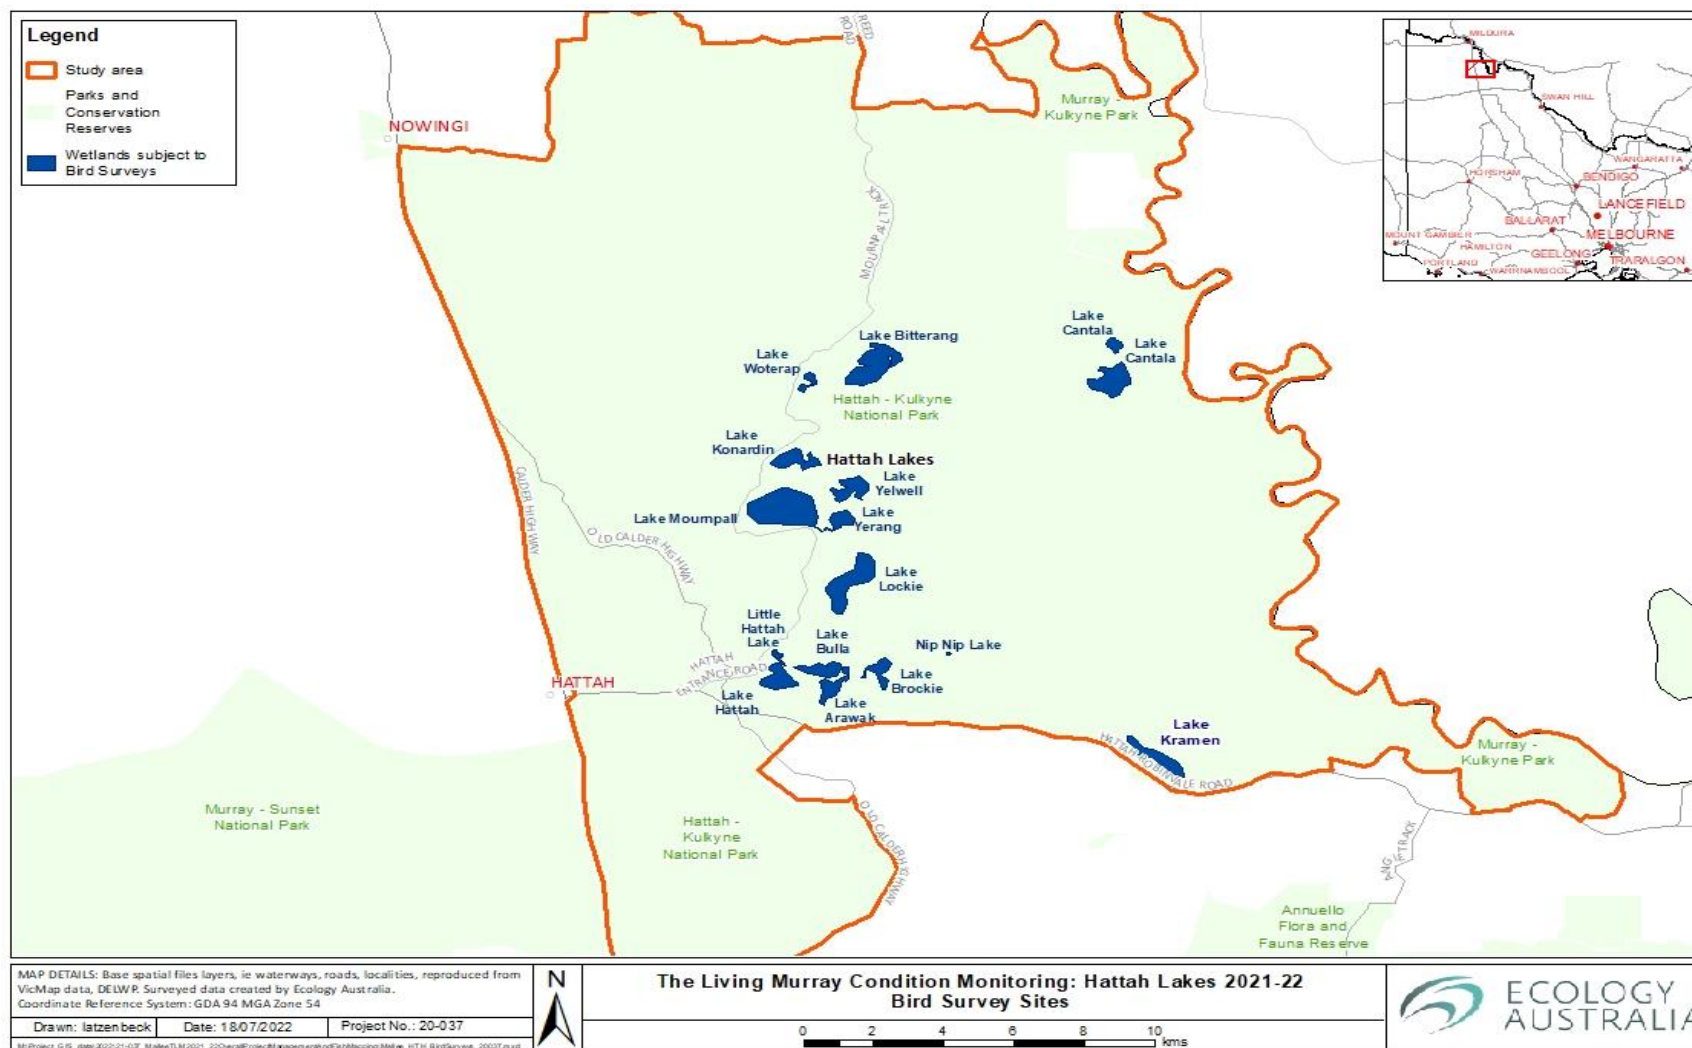 Legend
Study area
Parks and
Conservation
Reserves
Wetlands subject to
Bird Surveys
NOWINGI
REED
ROAD
Murray -
Kulkyne Park
MOURNPALL TRACK
MILDURA
SWAN HILL
WANGARATTA
HORSHAM
BENDIGO
LANCEFIELD
BALLARAT
MELBOURNE
MOUNT GAMBIER
HAMILTON
GEELONG
TRARALGON
PORTLAND
WARRNAMBOOL
Lake
Cantala
Lake
Cantala
Lake Bitterang
Lake
Woterap
Hattah - Kulkyne
National Park
Lake
Konardin
Hattah Lakes
Lake
Yelwell
Lake Mournpall
Lake
Yerang
CALDER HIGHWAY
OLD CALDER HIGHWAY
Lake
Lockie
Little
Hattah
Lake
Lake
Bulla
Nip Nip Lake
HATTAH
ENTRANCE ROAD
HATTAH
Lake
Hattah
Lake
Arawak
Lake
Brockie
Lake
Kramen
HATTAH-ROBINVALE ROAD
Murray -
Kulkyne Park
Murray - Sunset
National Park
Hattah -
Kulkyne
National Park
OLD CALDER HIGHWAY
TRACK
Annuello
Flora and
Fauna Reserve
MAP DETAILS: Base spatial files layers, ie waterways, roads, localities, reproduced from
VicMap data, DELWP. Surveyed data created by Ecology Australia.
Coordinate Reference System: GDA 94 MGA Zone 54
Drawn: latzenbeck Date: 18/07/2022 Project No.: 20-037
N
The Living Murray Condition Monitoring: Hattah Lakes 2021-22
Bird Survey Sites
0 2 4 6 8 10
kms
ECOLOGY
AUSTRALIA